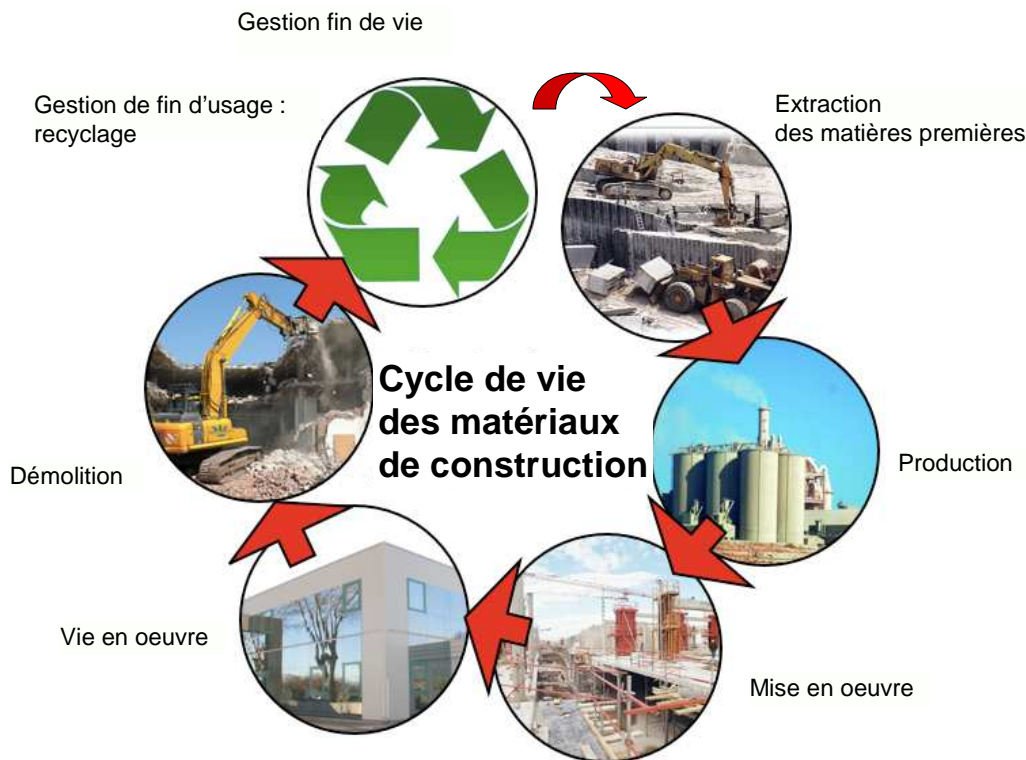 Gestion fin de vie
Gestion de fin d'usage :
recyclage
Extraction
des matières premières
Cycle de vie
des matériaux
de construction
Production
Démolition
Vie en oeuvre
Mise en oeuvre